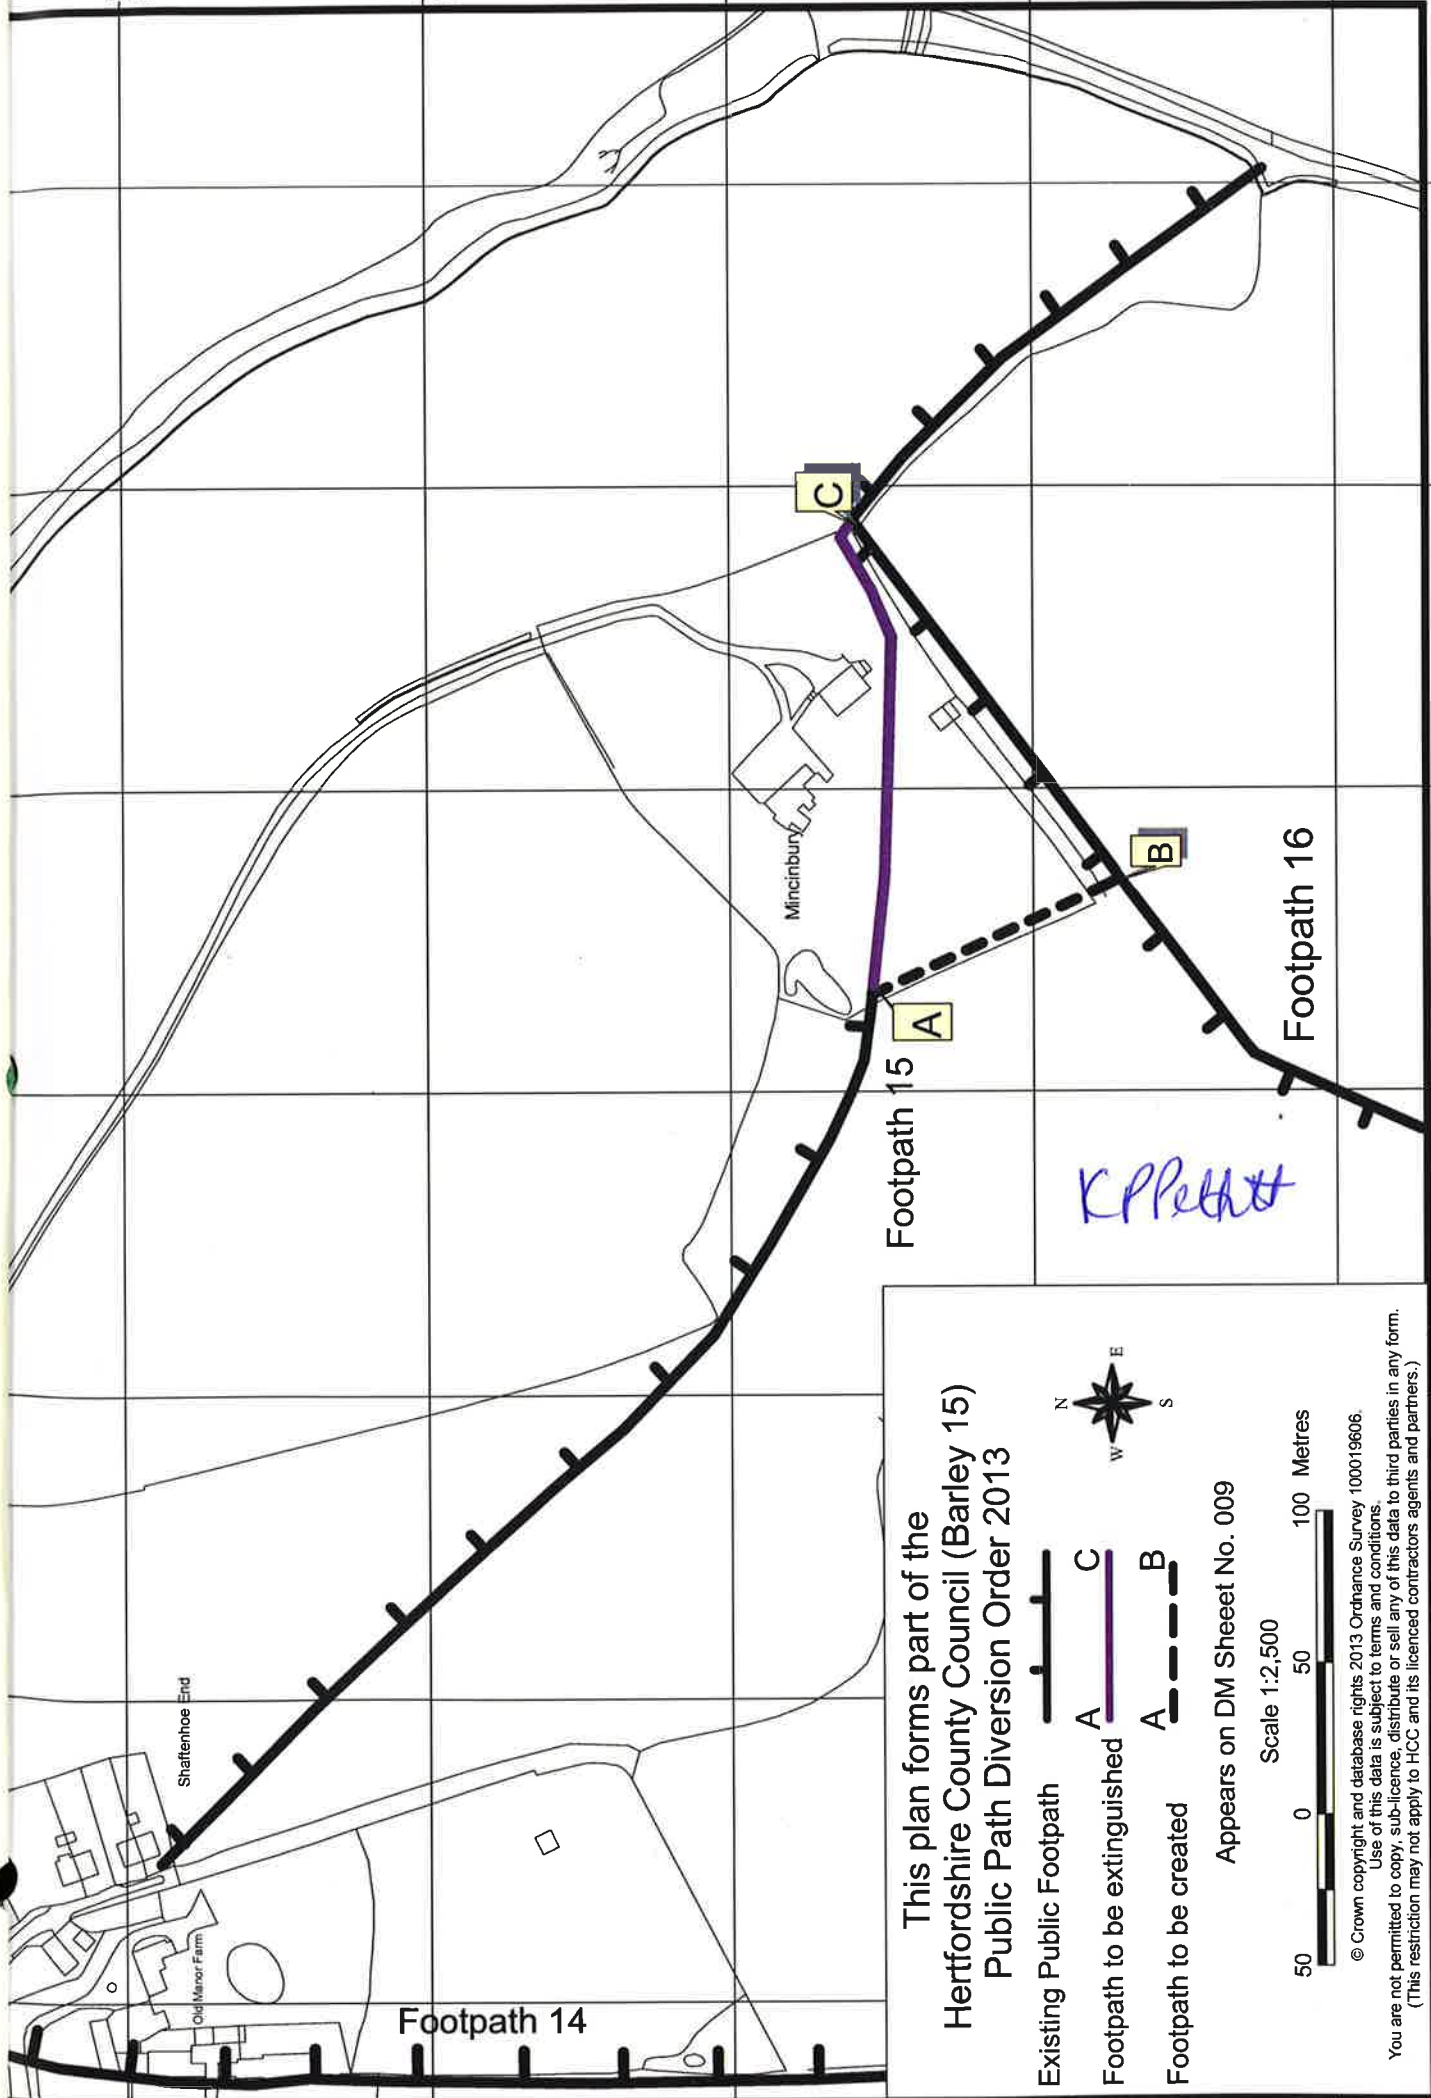 Shaftenhoe End
Old Manor Farm
Footpath 14
Mincinbury
C
A
B
Footpath 15
Footpath 16
KPPettitt
This plan forms part of the
Hertfordshire County Council (Barley 15)
Public Path Diversion Order 2013
Existing Public Footpath
Footpath to be extinguished A C
Footpath to be created A B
N
W E
S
Appears on DM Sheeet No. 009
Scale 1:2,500
50 0 50 100 Metres
© Crown copyright and database rights 2013 Ordnance Survey 100019606.
Use of this data is subject to terms and conditions.
You are not permitted to copy, sub-licence, distribute or sell any of this data to third parties in any form.
(This restriction may not apply to HCC and its licenced contractors agents and partners.)